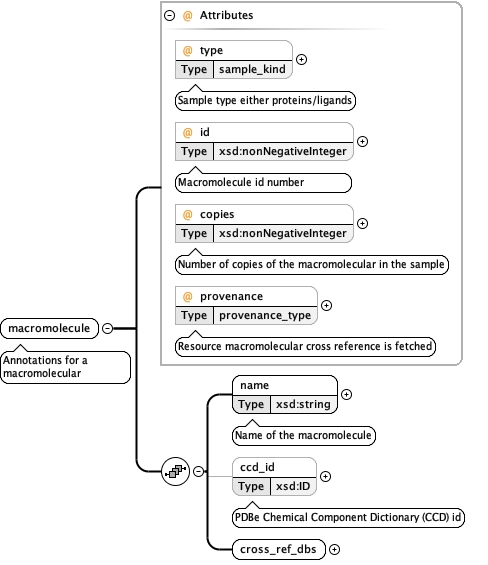 @ Attributes
@ type
Type sample_kind
Sample type either proteins/ligands
@ id
Type xsd:nonNegativeInteger
Macromolecule id number
@ copies
Type xsd:nonNegativeInteger
Number of copies of the macromolecular in the sample
@ provenance
Type provenance_type
Resource macromolecular cross reference is fetched
macromolecule
Annotations for a
macromolecular
name
Type xsd:string
Name of the macromolecule
ccd_id
Type xsd:ID
PDBe Chemical Component Dictionary (CCD) id
cross_ref_dbs